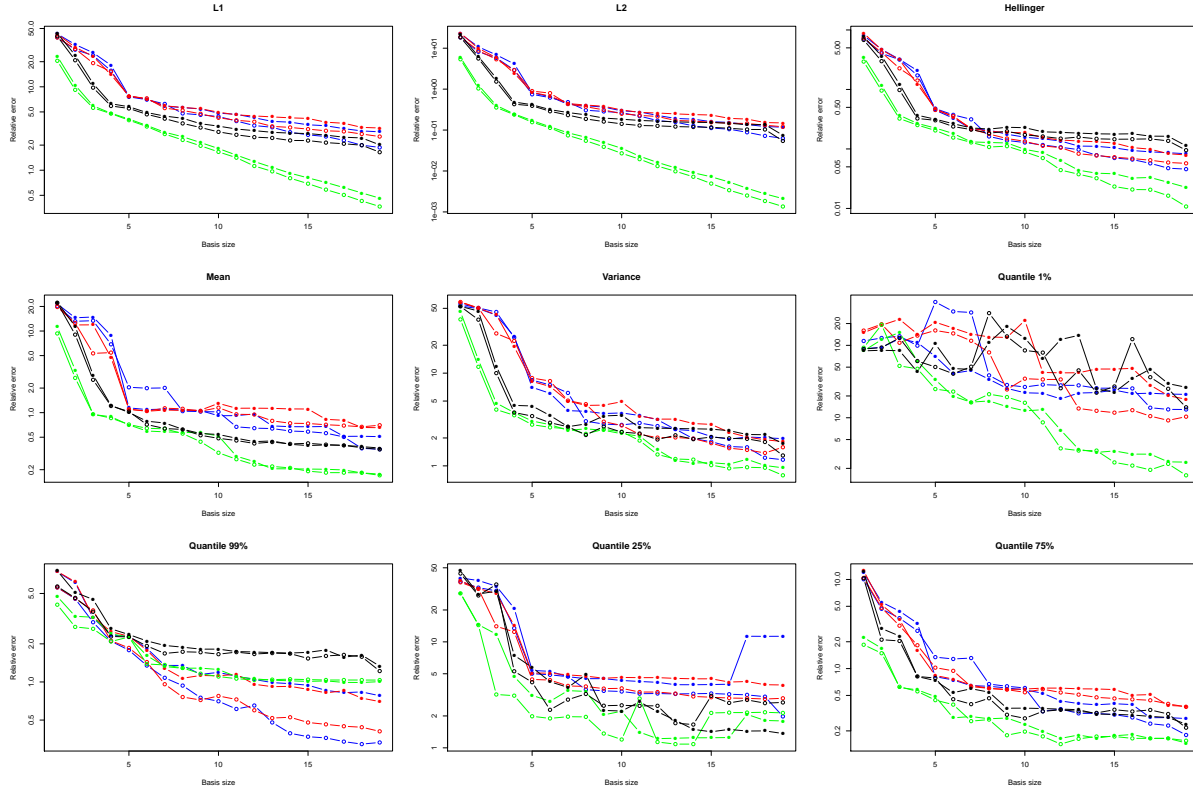 L1
Relative error
50.0
20.0
10.0
5.0
2.0
1.0
0.5
5
10
15
Basis size
L2
Relative error
1e+01
1e+00
1e-01
1e-02
1e-03
5
10
15
Basis size
Hellinger
Relative error
5.00
0.50
0.05
0.01
5
10
15
Basis size
Mean
Relative error
20.0
10.0
5.0
2.0
1.0
0.5
0.2
5
10
15
Basis size
Variance
Relative error
50
20
10
5
2
1
5
10
15
Basis size
Quantile 1%
Relative error
200
100
50
20
10
5
2
5
10
15
Basis size
Quantile 99%
Relative error
5.0
2.0
1.0
0.5
5
10
15
Basis size
Quantile 25%
Relative error
50
20
10
5
2
1
5
10
15
Basis size
Quantile 75%
Relative error
10.0
5.0
2.0
1.0
0.5
0.2
5
10
15
Basis size